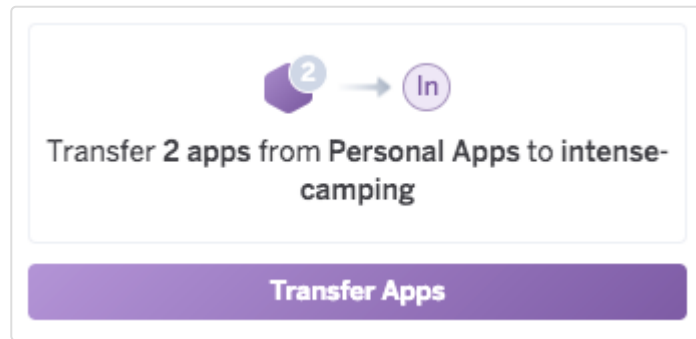 2
In
Transfer 2 apps from Personal Apps to intense-
camping
Transfer Apps